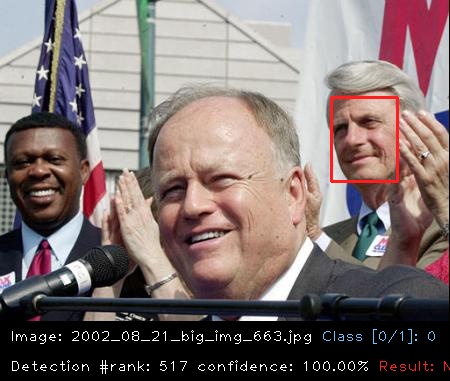 Image: 2002_08_21_big_img_663.jpg Class [0/1]: 0
Detection #rank: 517 confidence: 100.00% Result: N